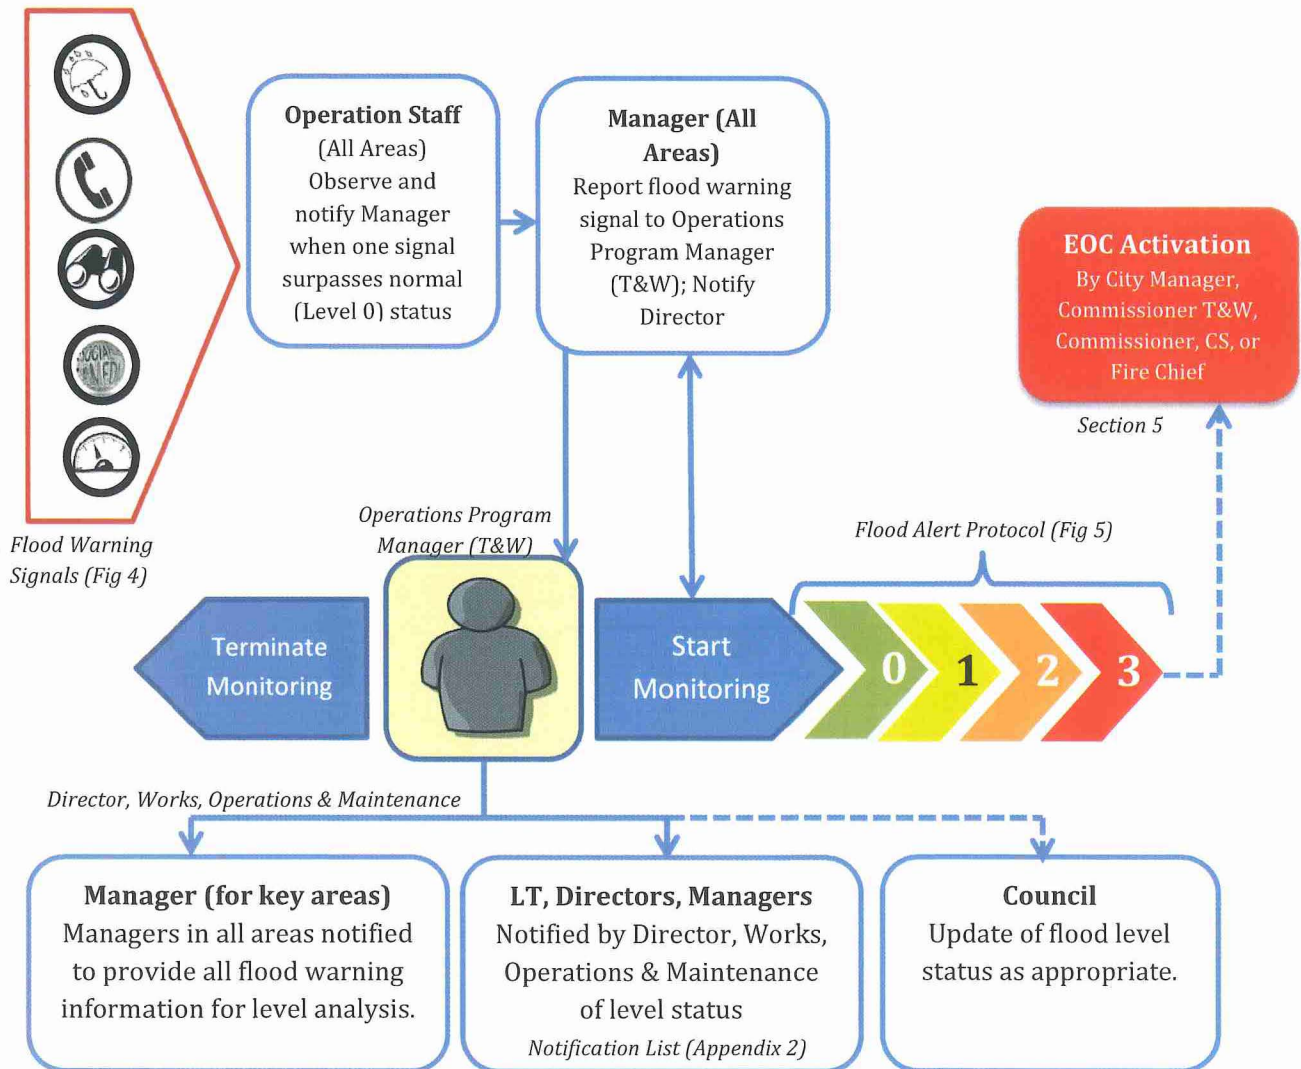 Operation Staff
(All Areas)
Observe and
notify Manager
when one signal
surpasses normal
(Level 0) status
Manager (All
Areas)
Report flood warning
signal to Operations
Program Manager
(T&W); Notify
Director
EOC Activation
By City Manager,
Commissioner T&W,
Commissioner, CS, or
Fire Chief
Section 5
Flood Warning
Signals (Fig 4)
Operations Program
Manager (T&W)
Flood Alert Protocol (Fig 5)
Terminate
Monitoring
Start
Monitoring
0
1
2
3
Director, Works, Operations & Maintenance
Manager (for key areas)
Managers in all areas notified
to provide all flood warning
information for level analysis.
LT, Directors, Managers
Notified by Director, Works,
Operations & Maintenance
of level status
Notification List (Appendix 2)
Council
Update of flood level
status as appropriate.